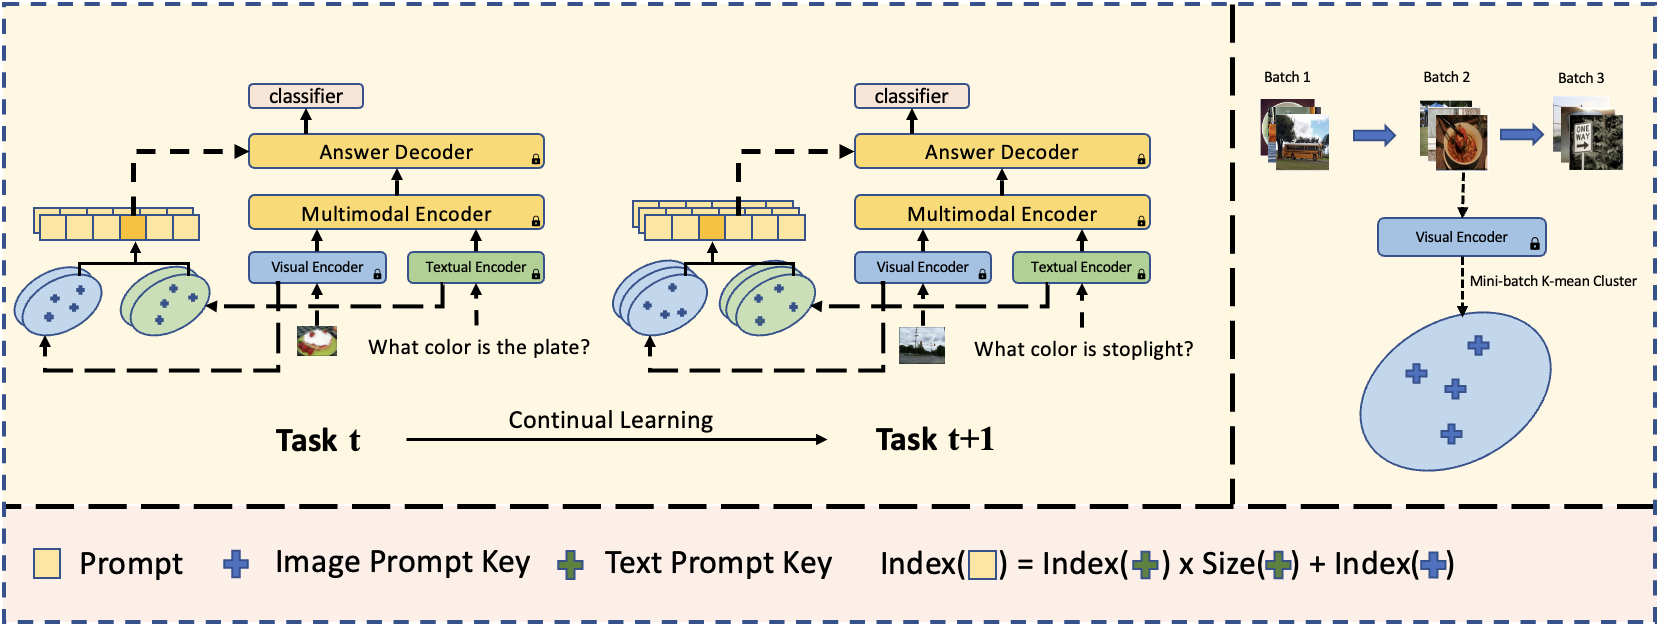 classifier
Answer Decoder
Multimodal Encoder
Visual Encoder
Textual Encoder
What color is the plate?
Task t
Continual Learning
classifier
Answer Decoder
Multimodal Encoder
Visual Encoder
Textual Encoder
What color is stoplight?
Task t+1
Batch 1
Batch 2
Batch 3
ONE
WAY
Visual Encoder
Mini-batch K-mean Cluster
Prompt
Image Prompt Key
Text Prompt Key
Index( ) = Index( ) x Size( ) + Index( )